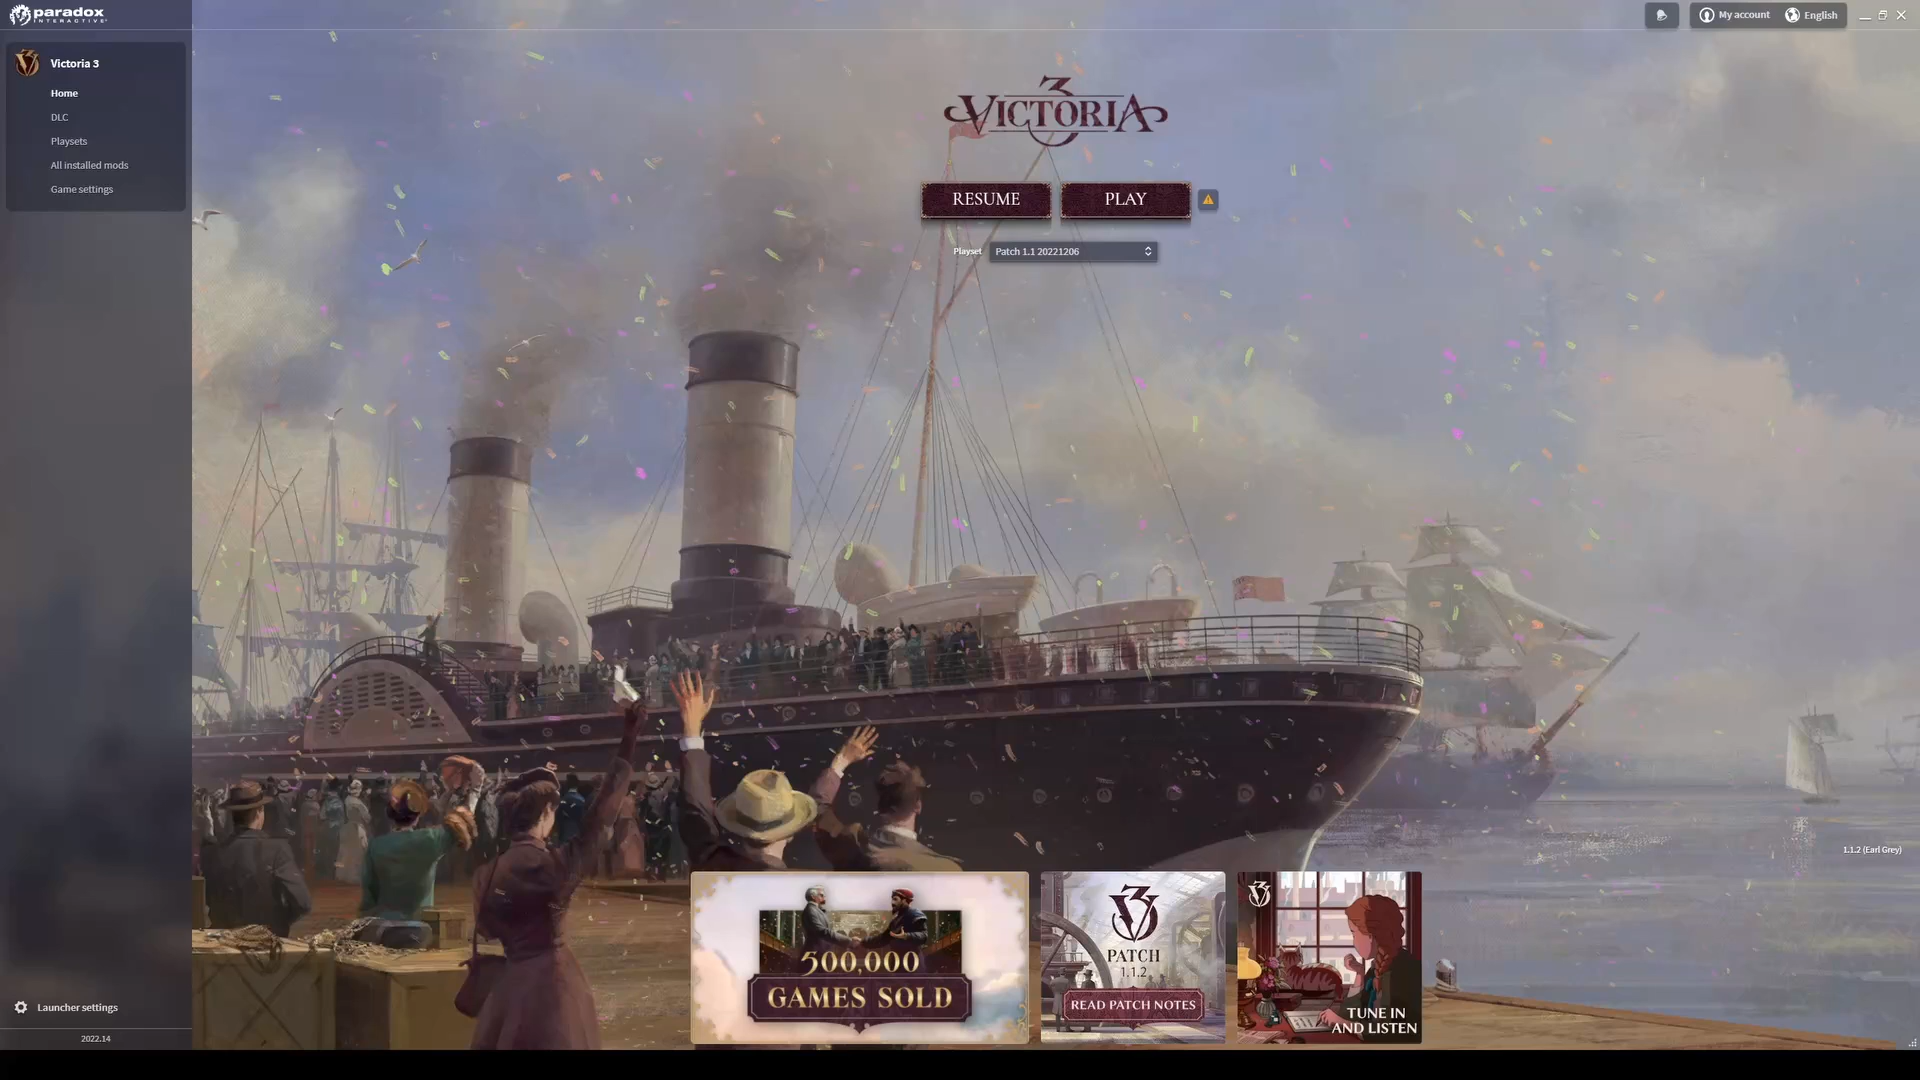 paradox
INTERACTIVE
My account
English
Victoria 3
Home
DLC
Playsets
All installed mods
Game settings
3
VICTORIA
RESUME
PLAY
Playset
Patch 1.1 20221206
1.1.2 (Earl Grey)
500,000
GAMES SOLD
V3
PATCH
1.1.2
READ PATCH NOTES
V3
TUNE IN
AND LISTEN
Launcher settings
2022.14